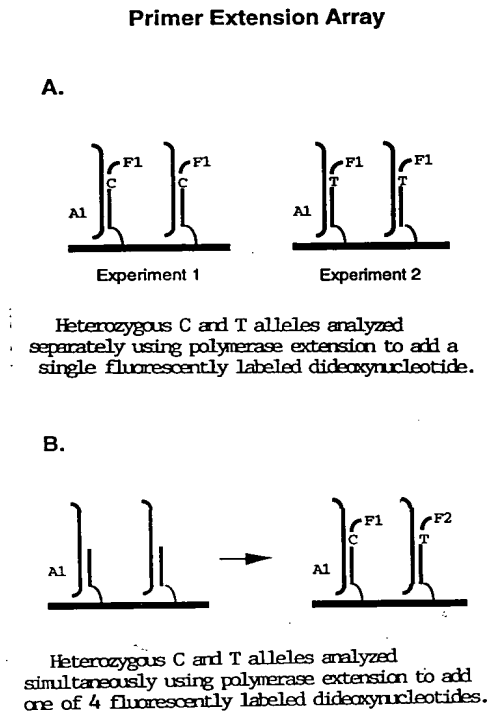 Primer Extension Array
A.
F1 F1 F1 F1
C C T T
A1 A1
Experiment 1 Experiment 2
Heterozygous C and T alleles analyzed
separately using polymerase extension to add a
single fluorescently labeled dideoxynucleotide.
B.
F1 F2
C T
A1 A1
Heterozygous C and T alleles analyzed
simultaneously using polymerase extension to add
one of 4 fluorescently labeled dideoxynucleotides.